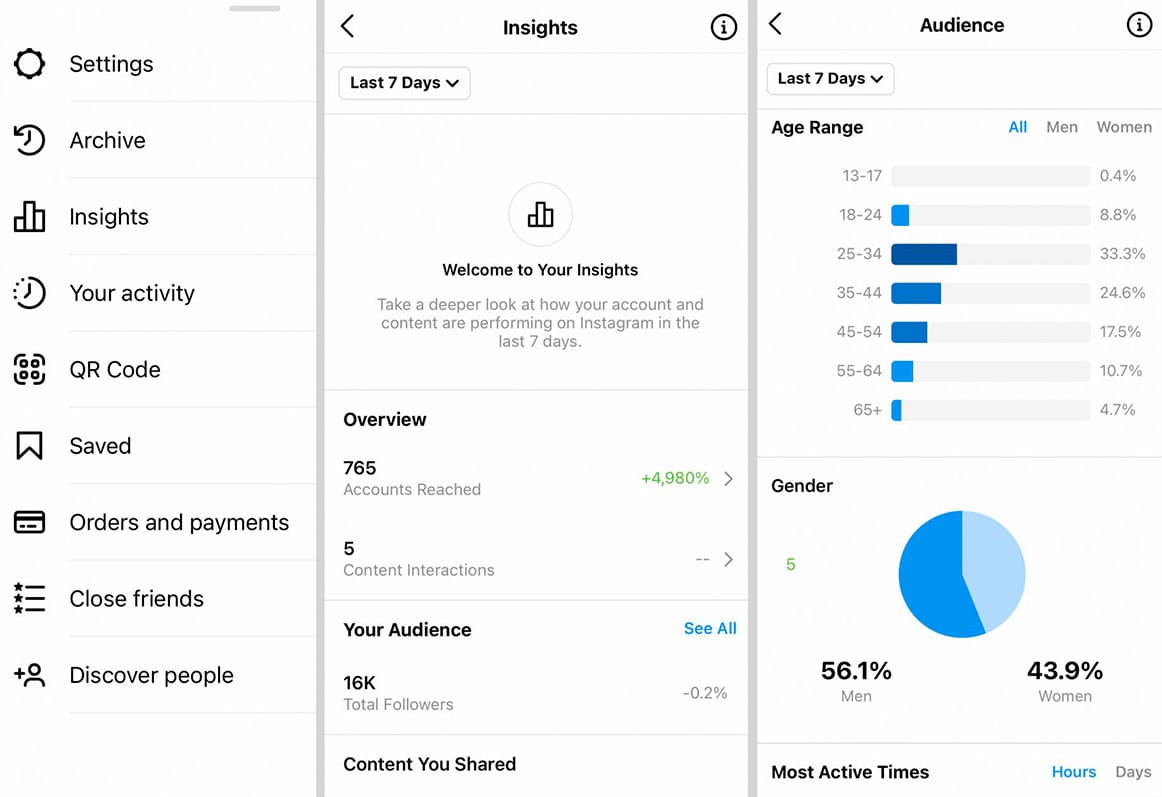 Settings
Archive
Insights
Your activity
QR Code
Saved
Orders and payments
Close friends
Discover people
Insights
Last 7 Days
Welcome to Your Insights
Take a deeper look at how your account and
content are performing on Instagram in the
last 7 days.
Overview
765 +4,980%
Accounts Reached
5 --
Content Interactions
Your Audience See All
16K -0.2%
Total Followers
Content You Shared
Audience
Last 7 Days
Age Range All Men Women
13-17 0.4%
18-24 8.8%
25-34 33.3%
35-44 24.6%
45-54 17.5%
55-64 10.7%
65+ 4.7%
Gender
5
56.1% 43.9%
Men Women
Most Active Times Hours Days